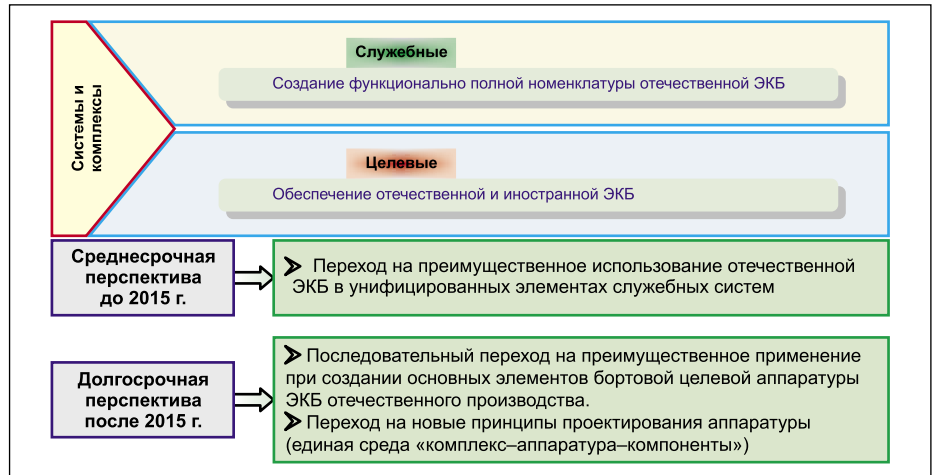 Системы и
комплексы
Служебные
Создание функционально полной номенклатуры отечественной ЭКБ
Целевые
Обеспечение отечественной и иностранной ЭКБ
Среднесрочная
перспектива
до 2015 г.
Переход на преимущественное использование отечественной
ЭКБ в унифицированных элементах служебных систем
Долгосрочная
перспектива
после 2015 г.
Последовательный переход на преимущественное применение
при создании основных элементов бортовой целевой аппаратуры
ЭКБ отечественного производства.
Переход на новые принципы проектирования аппаратуры
(единая среда «комплекс–аппаратура–компоненты»)